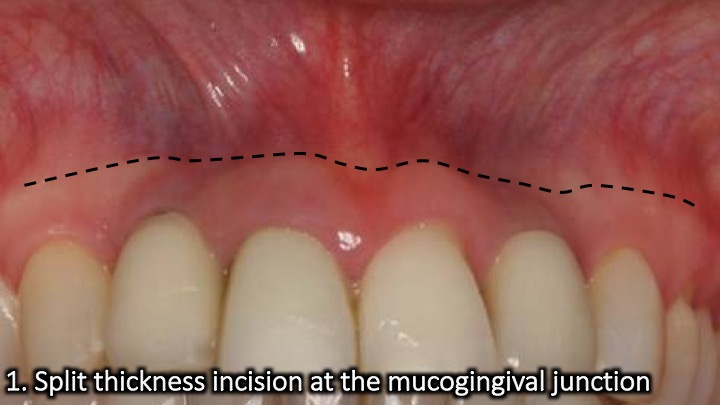 1. Split thickness incision at the mucogingival junction